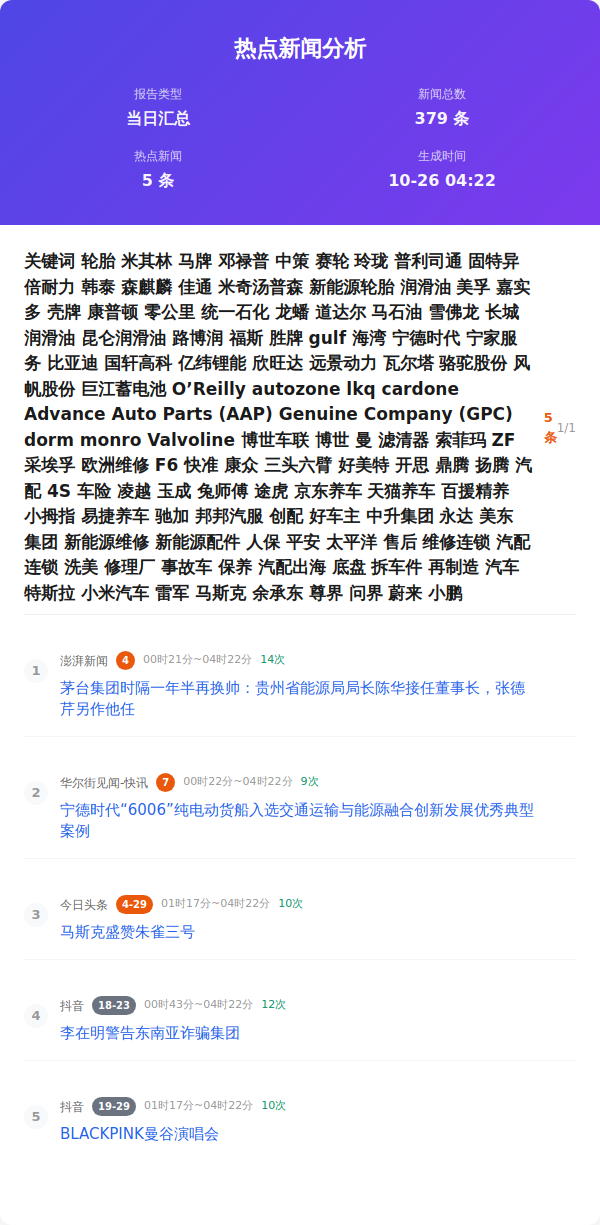 热点新闻分析
报告类型
当日汇总
新闻总数
379 条
热点新闻
5 条
生成时间
10-26 04:22
关键词 轮胎 米其林 马牌 邓禄普 中策 赛轮 玲珑 普利司通 固特异
倍耐力 韩泰 森麒麟 佳通 米奇汤普森 新能源轮胎 润滑油 美孚 嘉实
多 壳牌 康普顿 零公里 统一石化 龙蟠 道达尔 马石油 雪佛龙 长城
润滑油 昆仑润滑油 路博润 福斯 胜牌 gulf 海湾 宁德时代 宁家服
务 比亚迪 国轩高科 亿纬锂能 欣旺达 远景动力 瓦尔塔 骆驼股份 风
帆股份 巨江蓄电池 O’Reilly autozone lkq cardone
Advance Auto Parts (AAP) Genuine Company (GPC)
dorm monro Valvoline 博世车联 博世 曼 滤清器 索菲玛 ZF
采埃孚 欧洲维修 F6 快准 康众 三头六臂 好美特 开思 鼎腾 扬腾 汽
配 4S 车险 凌越 玉成 兔师傅 途虎 京东养车 天猫养车 百援精养
小拇指 易捷养车 驰加 邦邦汽服 创配 好车主 中升集团 永达 美东
集团 新能源维修 新能源配件 人保 平安 太平洋 售后 维修连锁 汽配
连锁 洗美 修理厂 事故车 保养 汽配出海 底盘 拆车件 再制造 汽车
特斯拉 小米汽车 雷军 马斯克 余承东 尊界 问界 蔚来 小鹏
5
条
1/1
1
澎湃新闻 4 00时21分~04时22分 14次
茅台集团时隔一年半再换帅：贵州省能源局局长陈华接任董事长，张德
芹另作他任
2
华尔街见闻-快讯 7 00时22分~04时22分 9次
宁德时代“6006”纯电动货船入选交通运输与能源融合创新发展优秀典型
案例
3
今日头条 4-29 01时17分~04时22分 10次
马斯克盛赞朱雀三号
4
抖音 18-23 00时43分~04时22分 12次
李在明警告东南亚诈骗集团
5
抖音 19-29 01时17分~04时22分 10次
BLACKPINK曼谷演唱会